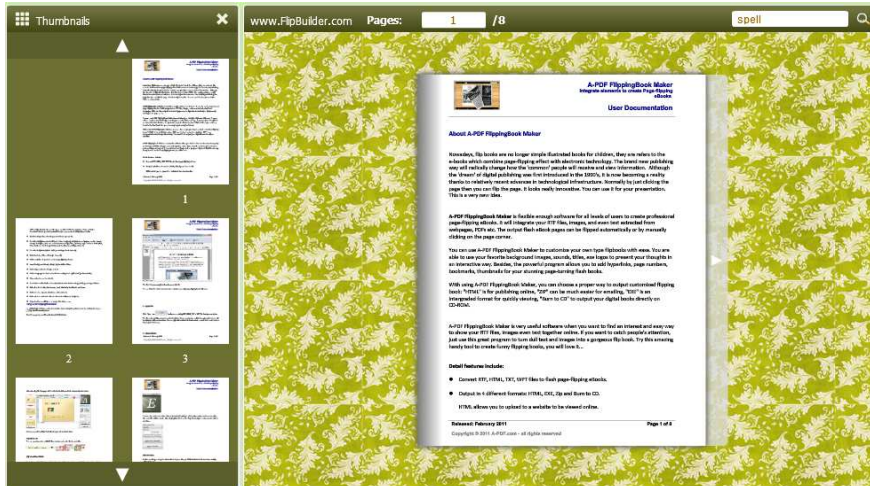 Thumbnails
1
2
3
www.FlipBuilder.com Pages: 1 /8
spell
A-PDF FlippingBook Maker
Integrate elements to create Page-flipping
eBooks
User Documentation
About A-PDF FlippingBook Maker
Nowadays, flip books are no longer simple illustrated books for children, they are refers to the
e-books which combine page-flipping effect with electronic technology. The brand new publishing
way will radically change how the 'common' people will receive and view information. Although
the 'dream' of digital publishing was first introduced in the 1990's, it is now becoming a reality
thanks to relatively recent advances in technological infrastructure. Normally by just clicking the
page then you can flip the page. It looks really innovative. You can use it for your presentation.
This is a very new idea.
A-PDF FlippingBook Maker is flexible enough software for all levels of users to create professional
page-flipping eBooks. It will integrate your RTF files, images, and even text extracted from
webpages, PDFs etc. The output flash eBook pages can be flipped automatically or by manually
clicking on the page corner.
You can use A-PDF FlippingBook Maker to customize your own type flipbooks with ease. You are
able to use your favorite background images, sounds, titles, exe logos to present your thoughts in
an interactive way. Besides, the powerful program allows you to add hyperlinks, page numbers,
bookmarks, thumbnails for your stunning page-turning flash books.
With using A-PDF FlippingBook Maker, you can choose a proper way to output customized flipping
book: "HTML" is for publishing online, "ZIP" can be much easier for emailing, "EXE" is an
intergraded format for quickly viewing, "Burn to CD" to output your digital books directly on
CD-ROM.
A-PDF FlippingBook Maker is very useful software when you want to find an interest and easy way
to show your RTF files, images even text together online. If you want to catch people's attention,
just use this great program to turn dull text and images into a gorgeous flip book. Try this amazing
handy tool to create funny flipping books, you will love it...
Detail features include:
● Convert RTF, HTML, TXT, GVFT files to flash page-flipping ebooks.
● Output in 4 different formats: HTML, EXE, Zip and Burn to CD.
HTML allows you to upload to a website to be viewed online.
Released: February 2011 Page 1 of 8
Copyright © 2011 A-PDF.com - all rights reserved